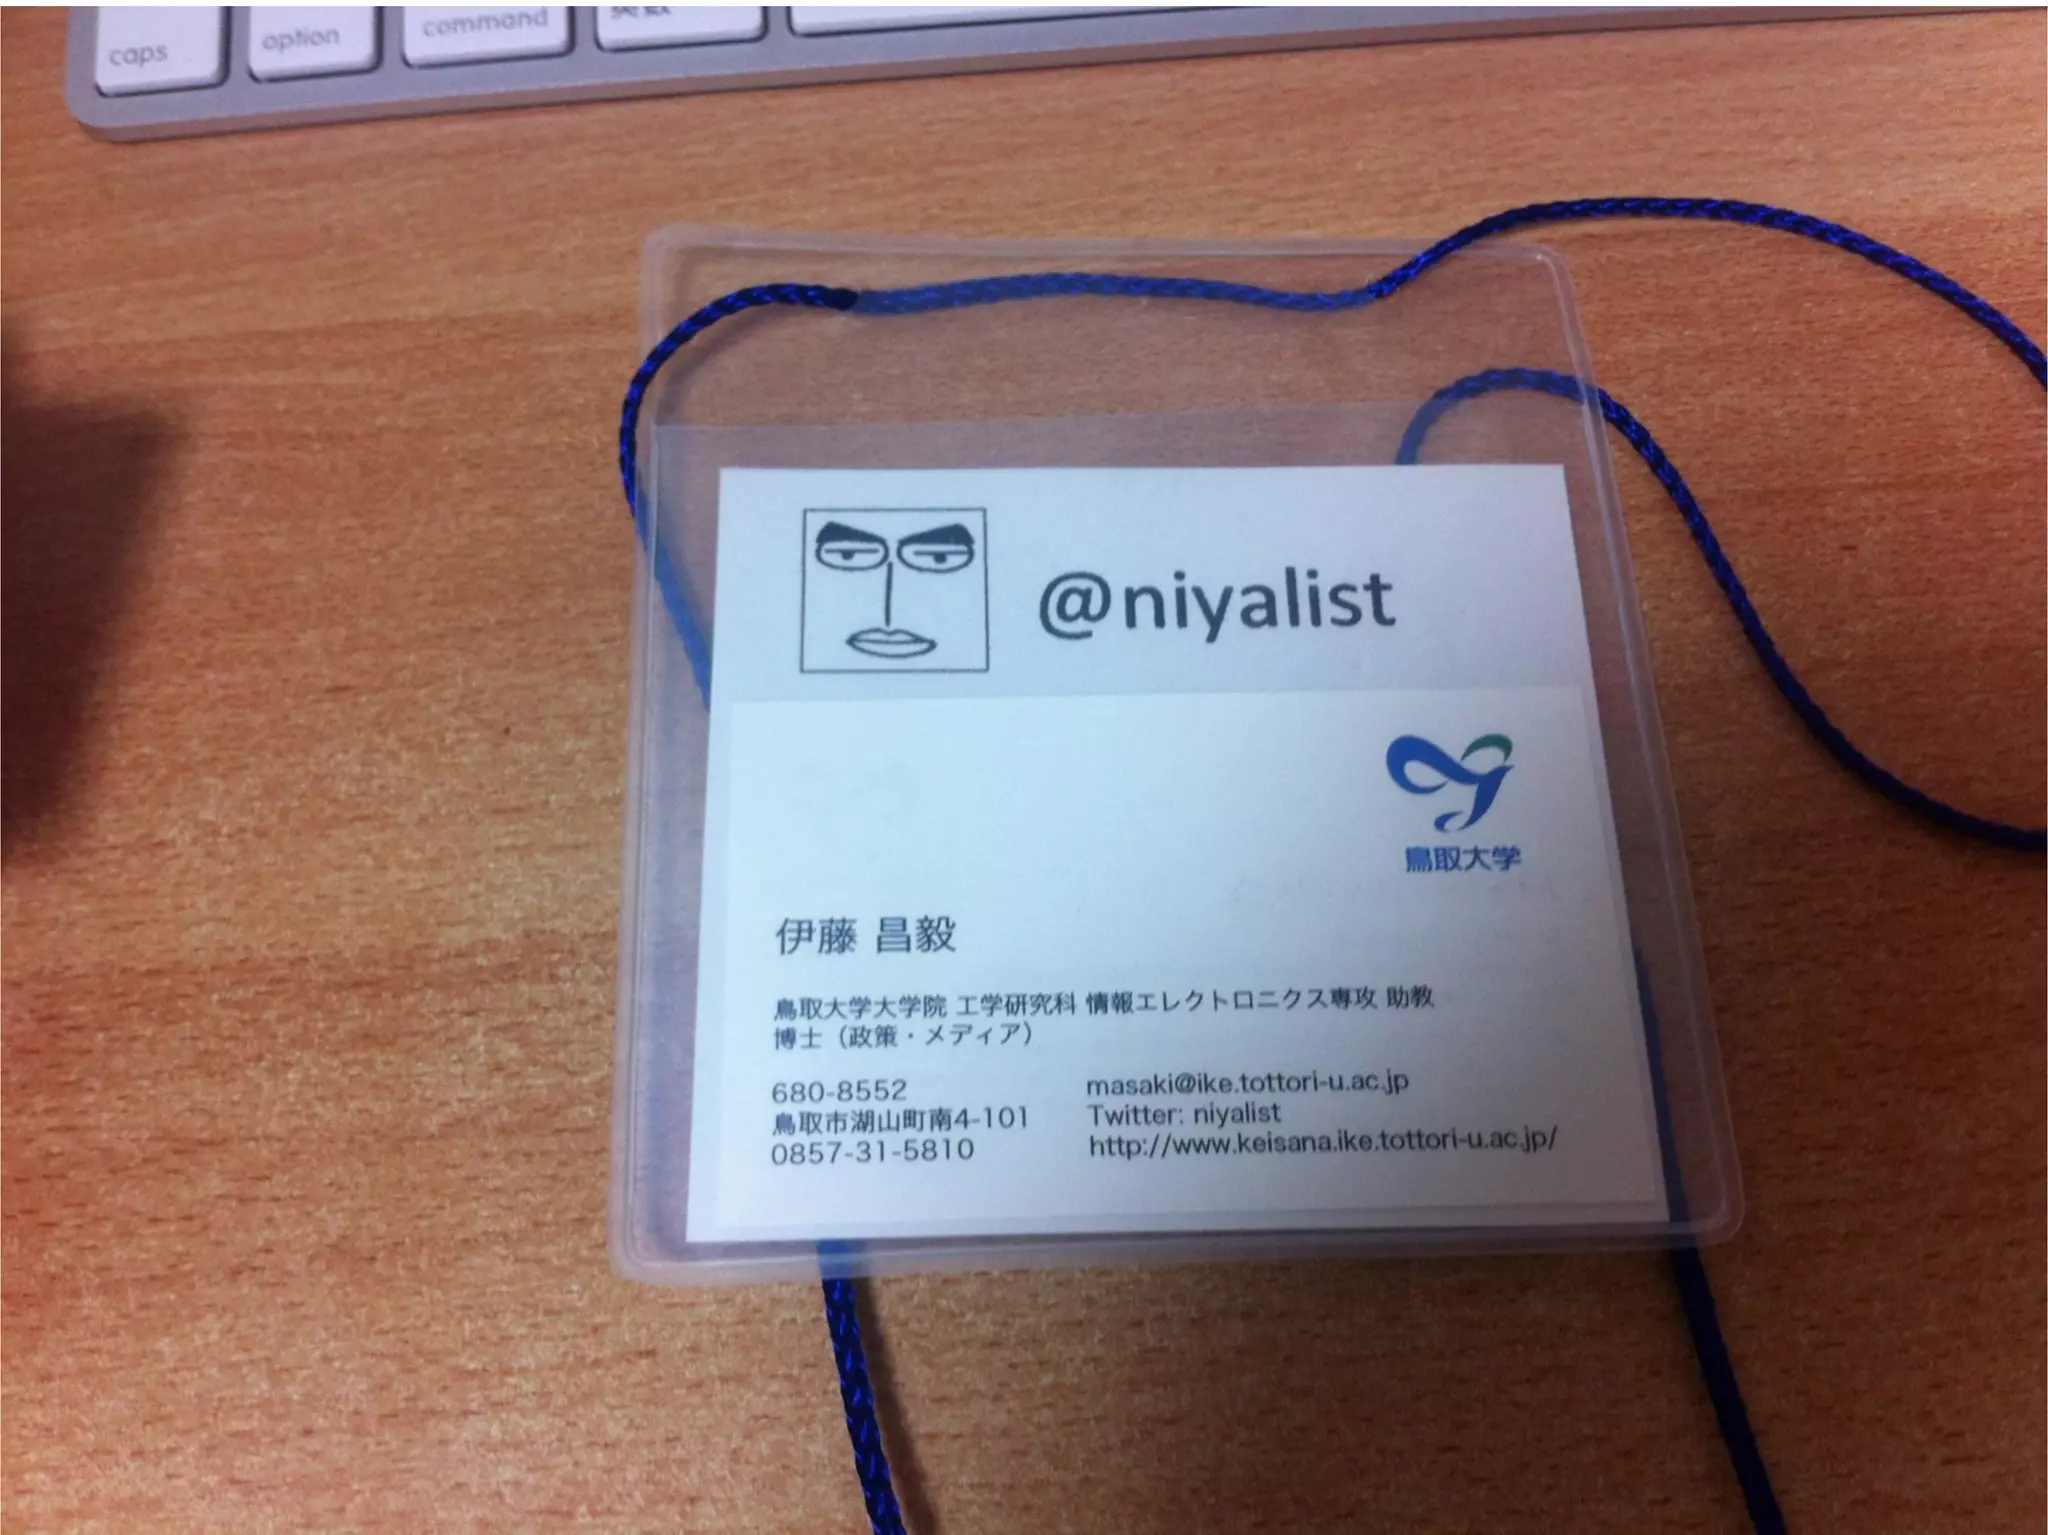 caps
option
command
英数
@niyalist
鳥取大学
伊藤 昌毅
鳥取大学大学院 工学研究科 情報エレクトロニクス専攻 助教
博士（政策・メディア）
680-8552
鳥取市湖山町南4-101
0857-31-5810
masaki@ike.tottori-u.ac.jp
Twitter: niyalist
http://www.keisana.ike.tottori-u.ac.jp/